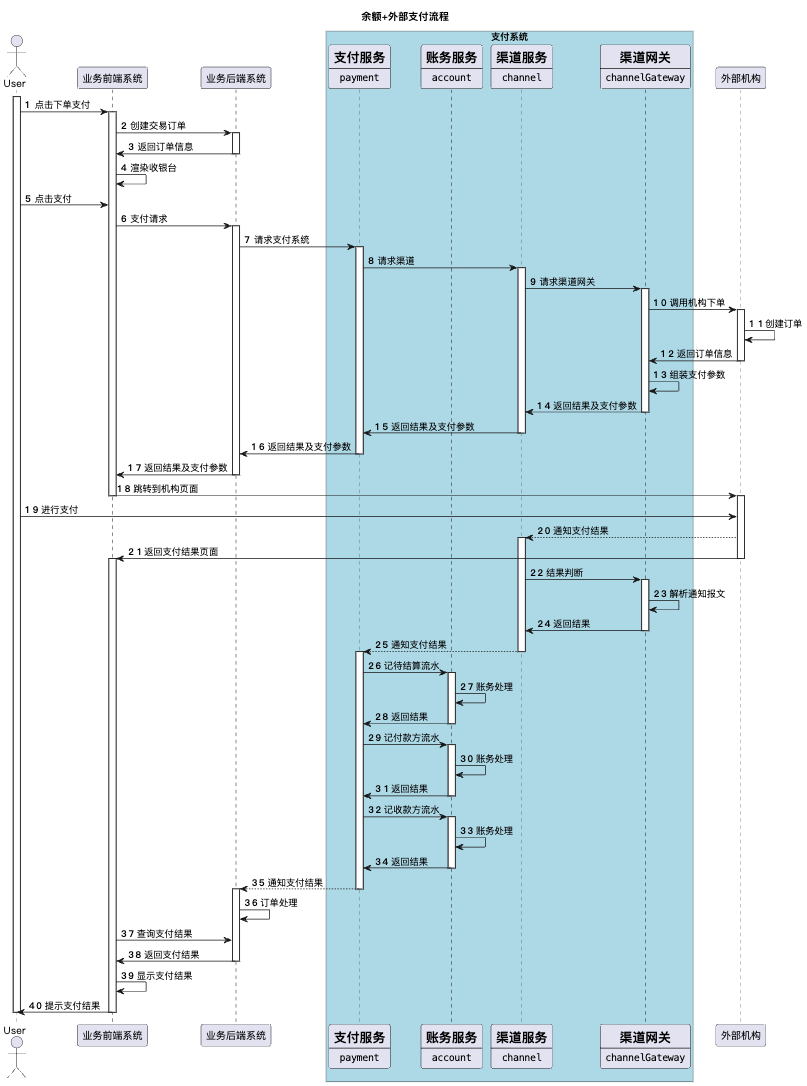 余额+外部支付流程
支付系统
User
业务前端系统
业务后端系统
支付服务
payment
账务服务
account
渠道服务
channel
渠道网关
channelGateway
外部机构
1 点击下单支付
2 创建交易订单
3 返回订单信息
4 渲染收银台
5 点击支付
6 支付请求
7 请求支付系统
8 请求渠道
9 请求渠道网关
10 调用机构下单
11 创建订单
12 返回订单信息
13 组装支付参数
14 返回结果及支付参数
15 返回结果及支付参数
16 返回结果及支付参数
17 返回结果及支付参数
18 跳转到机构页面
19 进行支付
20 通知支付结果
21 返回支付结果页面
22 结果判断
23 解析通知报文
24 返回结果
25 通知支付结果
26 记待结算流水
27 账务处理
28 返回结果
29 记付款方流水
30 账务处理
31 返回结果
32 记收款方流水
33 账务处理
34 返回结果
35 通知支付结果
36 订单处理
37 查询支付结果
38 返回支付结果
39 显示支付结果
40 提示支付结果
User
业务前端系统
业务后端系统
支付服务
payment
账务服务
account
渠道服务
channel
渠道网关
channelGateway
外部机构